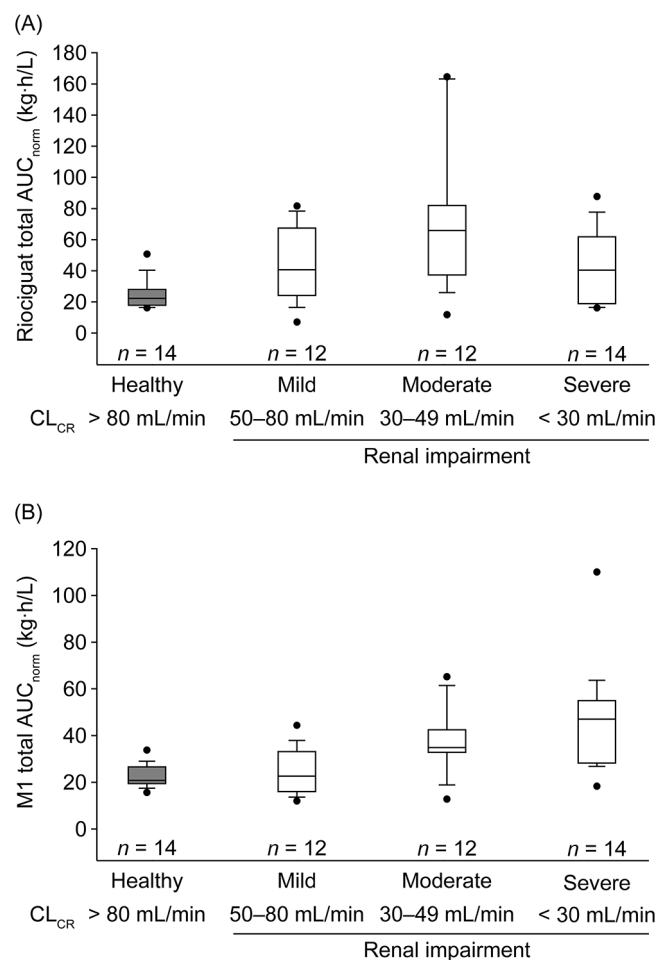 (A)
Riociguat total AUCnorm (kg·h/L)
180
160
140
120
100
80
60
40
20
0
n = 14 n = 12 n = 12 n = 14
Healthy Mild Moderate Severe
CLCR > 80 mL/min 50–80 mL/min 30–49 mL/min < 30 mL/min
Renal impairment
(B)
M1 total AUCnorm (kg·h/L)
120
100
80
60
40
20
0
n = 14 n = 12 n = 12 n = 14
Healthy Mild Moderate Severe
CLCR > 80 mL/min 50–80 mL/min 30–49 mL/min < 30 mL/min
Renal impairment